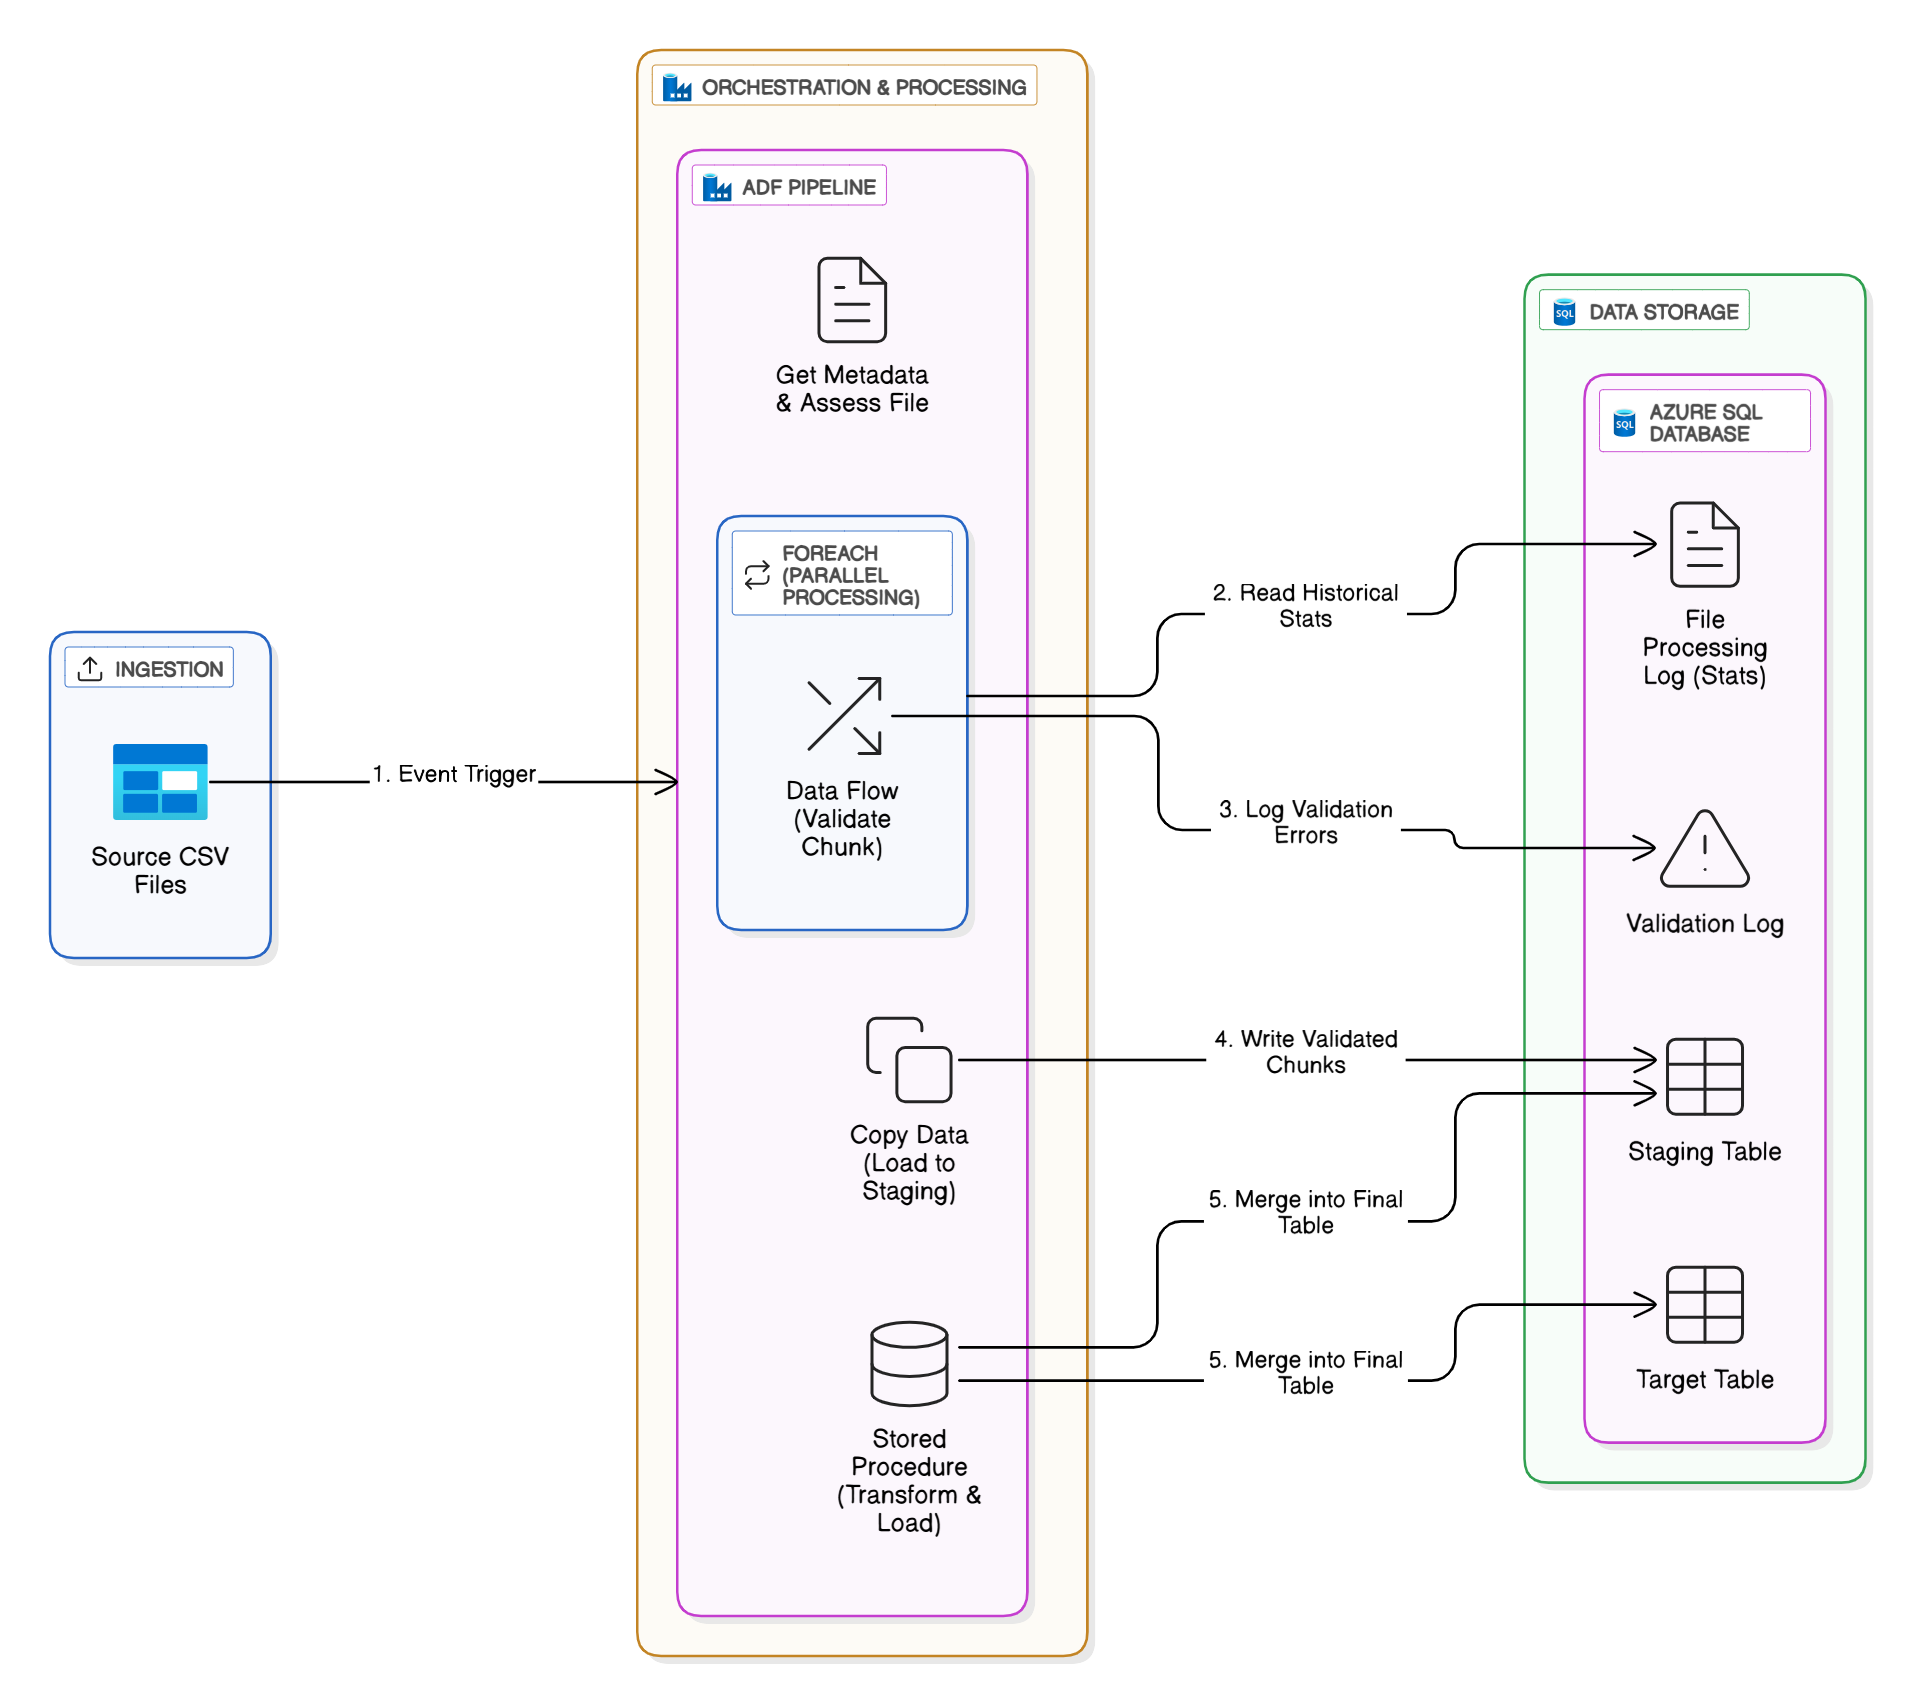 ORCHESTRATION & PROCESSING
ADF PIPELINE
Get Metadata
& Assess File
FOREACH
(PARALLEL
PROCESSING)
Data Flow
(Validate
Chunk)
Copy Data
(Load to
Staging)
Stored
Procedure
(Transform &
Load)
INGESTION
Source CSV
Files
1. Event Trigger
2. Read Historical
Stats
3. Log Validation
Errors
4. Write Validated
Chunks
5. Merge into Final
Table
5. Merge into Final
Table
SQL
DATA STORAGE
SQL
AZURE SQL
DATABASE
File
Processing
Log (Stats)
Validation Log
Staging Table
Target Table